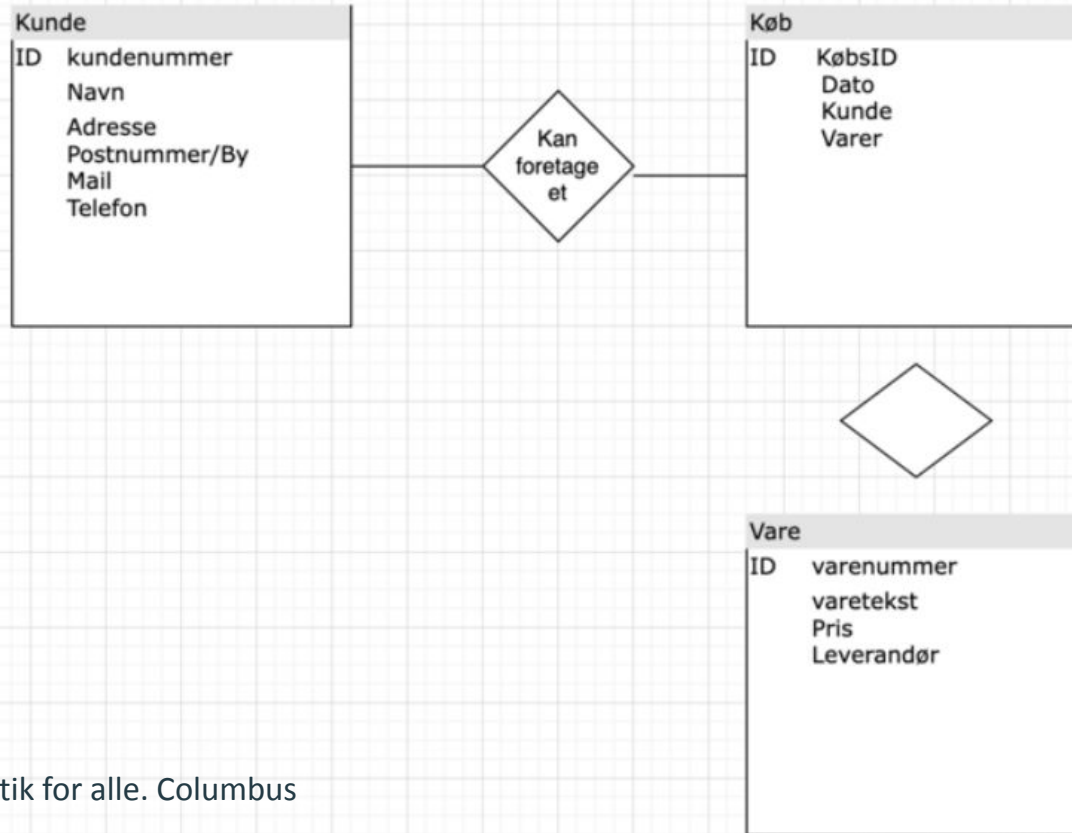 Kunde
ID kundenummer
Navn
Adresse
Postnummer/By
Mail
Telefon
Kan
foretage
et
Køb
ID KøbsID
Dato
Kunde
Varer
Vare
ID varenummer
varetekst
Pris
Leverandør
tik for alle. Columbus